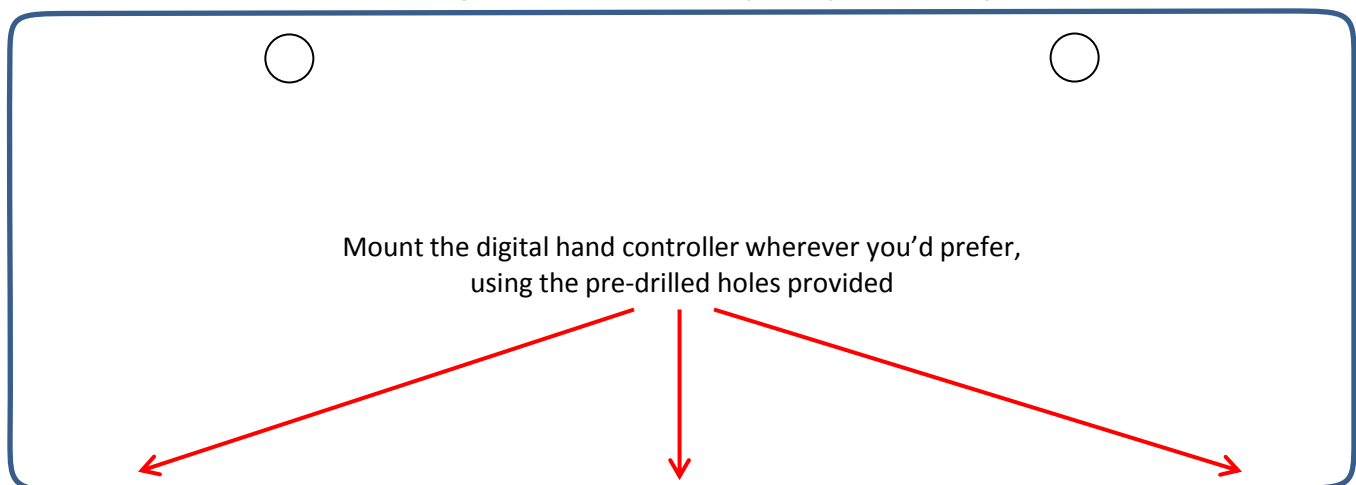 Mount the digital hand controller wherever you’d prefer,
using the pre-drilled holes provided